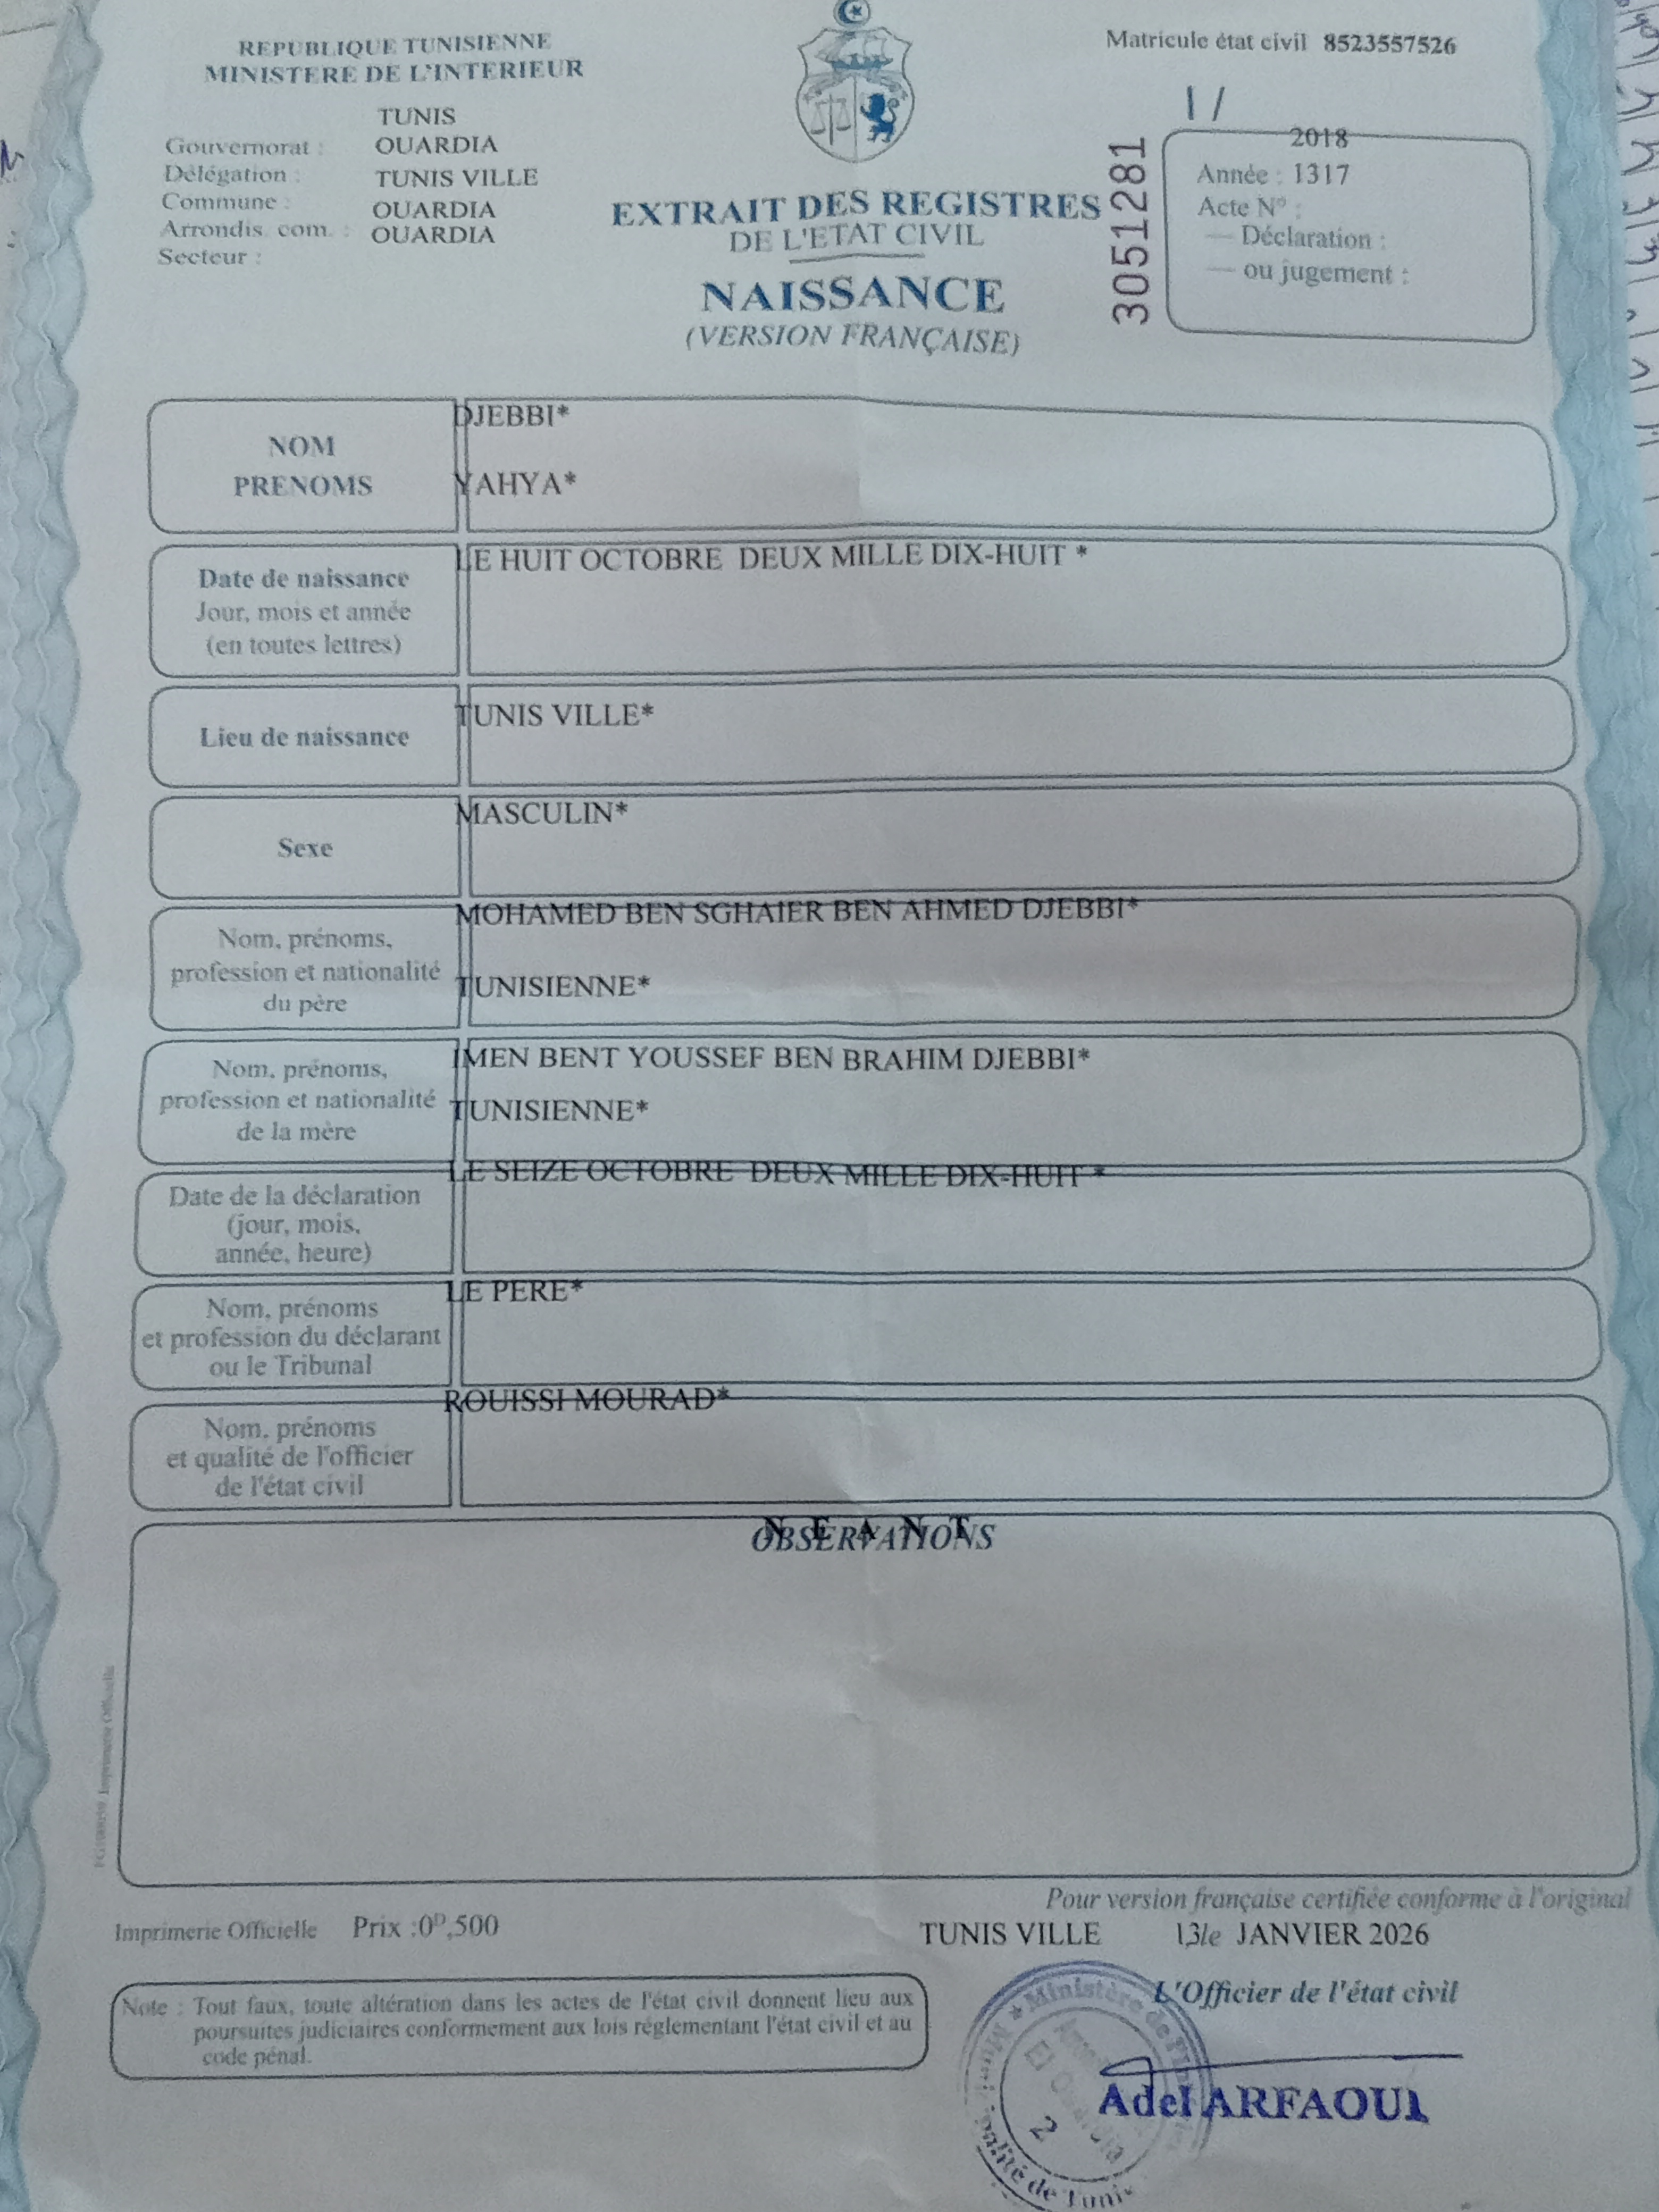 REPUBLIQUE TUNISIENNE
MINISTERE DE L'INTERIEUR
Matricule état civil 8523557526
TUNIS
Gouvernorat : OUARDIA
Délégation : TUNIS VILLE
Commune : OUARDIA
Arrondis. com. : OUARDIA
Secteur :
EXTRAIT DES REGISTRES
DE L'ETAT CIVIL
NAISSANCE
(VERSION FRANÇAISE)
3051281
1/
2018
Année : 1317
Acte N° :
— Déclaration :
— ou jugement :
NOM
PRENOMS
DJEBBI*
YAHYA*
Date de naissance
Jour, mois et année
(en toutes lettres)
LE HUIT OCTOBRE DEUX MILLE DIX-HUIT *
Lieu de naissance
TUNIS VILLE*
Sexe
MASCULIN*
Nom, prénoms,
profession et nationalité
du père
MOHAMED BEN SGHAIER BEN AHMED DJEBBI*
TUNISIENNE*
Nom, prénoms,
profession et nationalité
de la mère
IMEN BENT YOUSSEF BEN BRAHIM DJEBBI*
TUNISIENNE*
Date de la déclaration
(jour, mois,
année, heure)
LE SEIZE OCTOBRE DEUX MILLE DIX-HUIT *
Nom, prénoms
et profession du déclarant
ou le Tribunal
LE PERE*
Nom, prénoms
et qualité de l'officier
de l'état civil
ROUISSI MOURAD*
N E A N T
OBSERVATIONS
Imprimerie Officielle
Pour version française certifiée conforme à l'original
Imprimerie Officielle Prix :0ᴰ,500
TUNIS VILLE 13le JANVIER 2026
L'Officier de l'état civil
Note : Tout faux, toute altération dans les actes de l'état civil donnent lieu aux
poursuites judiciaires conformement aux lois réglementant l'état civil et au
code pénal.
Ministère de
El Ouardia
2
de Tunis
Adel ARFAOUI